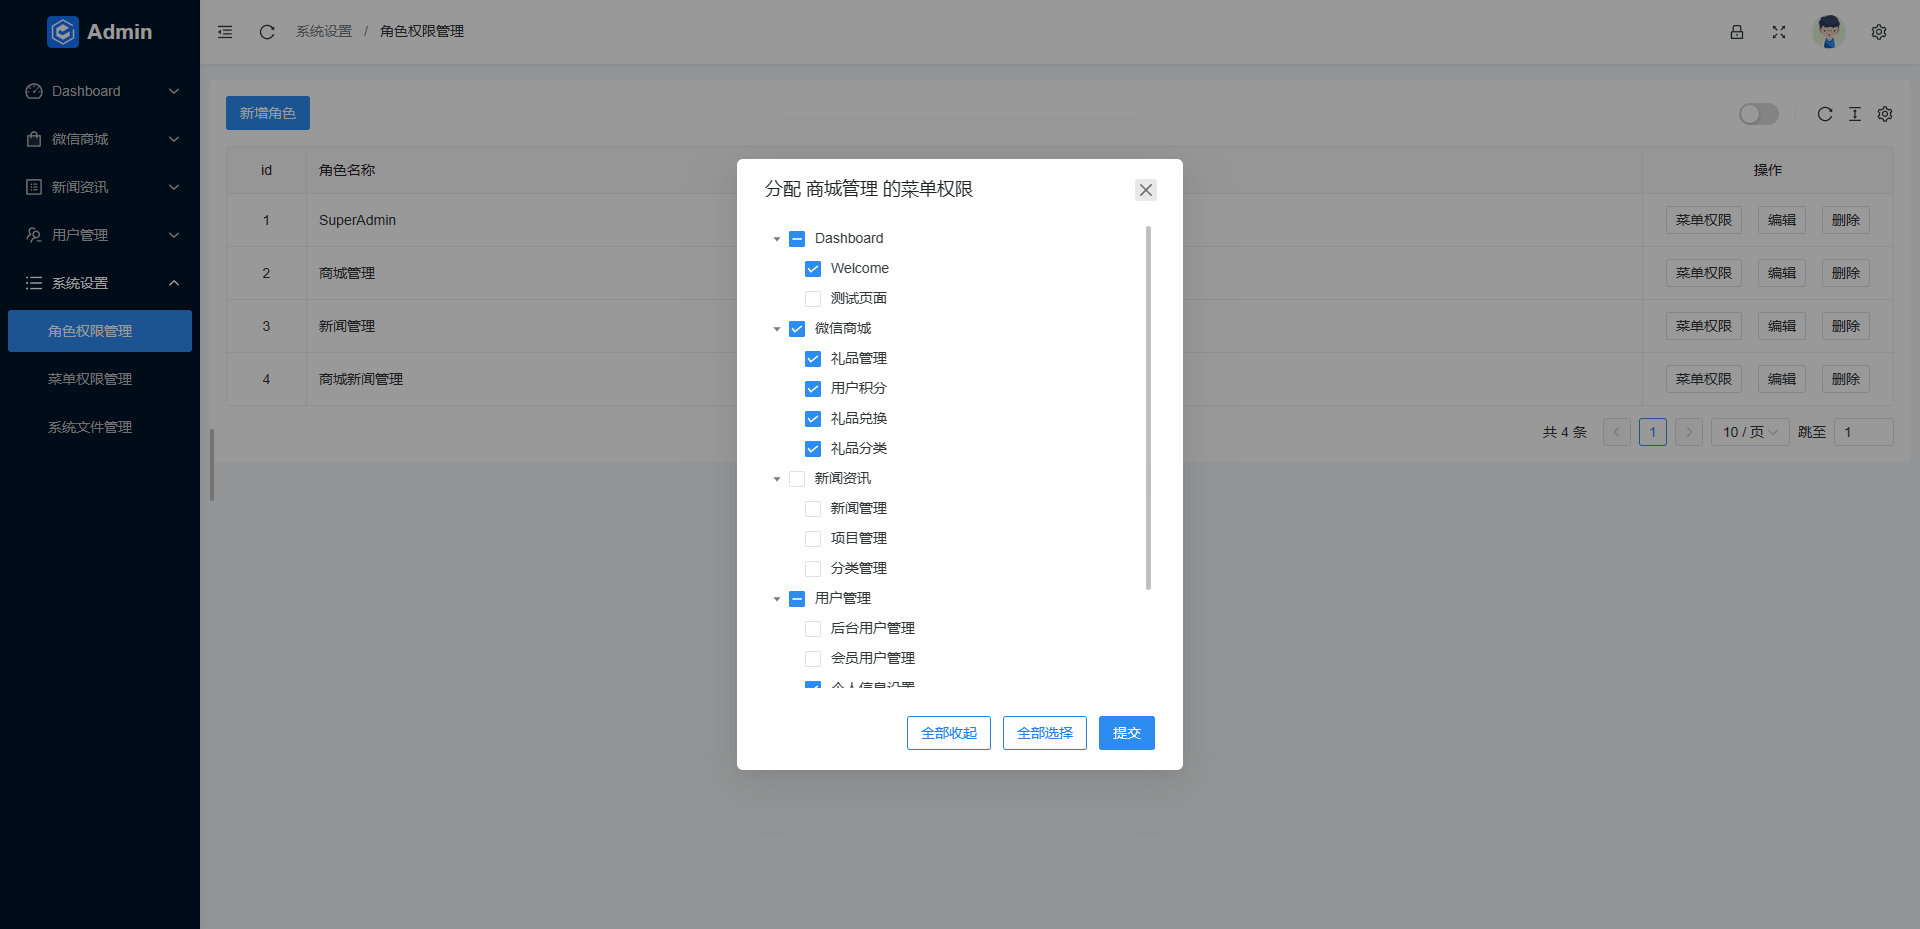 Admin
Dashboard
微信商城
新闻资讯
用户管理
系统设置
角色权限管理
菜单权限管理
系统文件管理
系统设置 / 角色权限管理
新增角色
id 角色名称 操作
1 SuperAdmin 菜单权限 编辑 删除
2 商城管理 菜单权限 编辑 删除
3 新闻管理 菜单权限 编辑 删除
4 商城新闻管理 菜单权限 编辑 删除
共 4 条 1 10 / 页 跳至 1
分配 商城管理 的菜单权限
Dashboard
Welcome
测试页面
微信商城
礼品管理
用户积分
礼品兑换
礼品分类
新闻资讯
新闻管理
项目管理
分类管理
用户管理
后台用户管理
会员用户管理
个人信息设置
全部收起 全部选择 提交